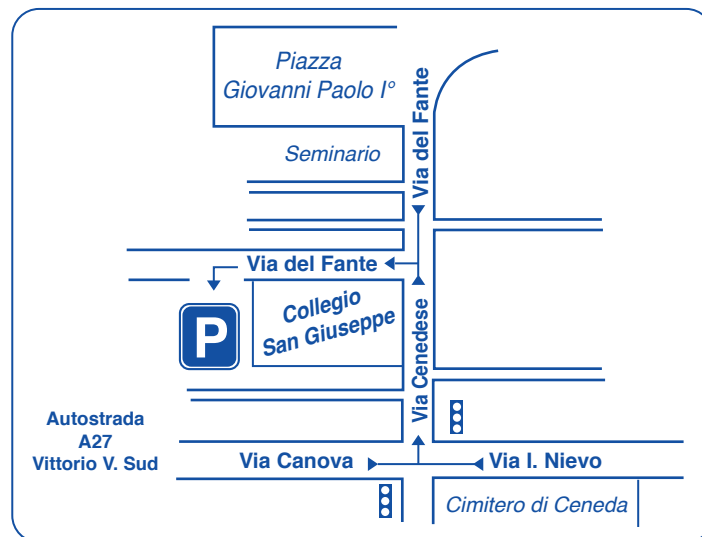 Piazza
Giovanni Paolo I°
Via del Fante
Seminario
Via del Fante
Collegio
San Giuseppe
P
Via Cenedese
Autostrada
A27
Vittorio V. Sud
Via Canova
Via I. Nievo
Cimitero di Ceneda